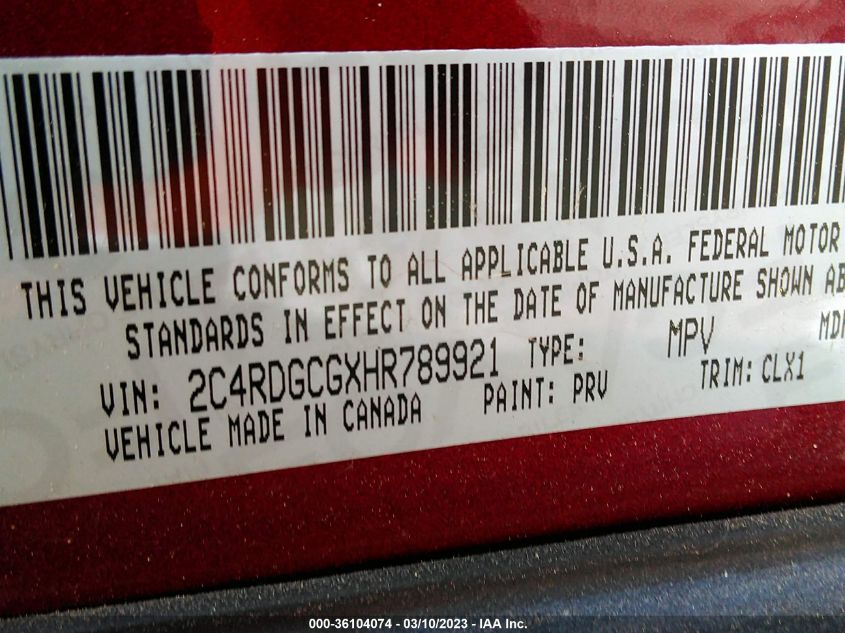 THIS VEHICLE CONFORMS TO ALL APPLICABLE U.S.A. FEDERAL MOTOR
STANDARDS IN EFFECT ON THE DATE OF MANUFACTURE SHOWN AB
VIN: 2C4RDGCGXHR789921 TYPE: MPV
VEHICLE MADE IN CANADA PAINT: PRV TRIM: CLX1
000-36104074 - 03/10/2023 - IAA Inc.